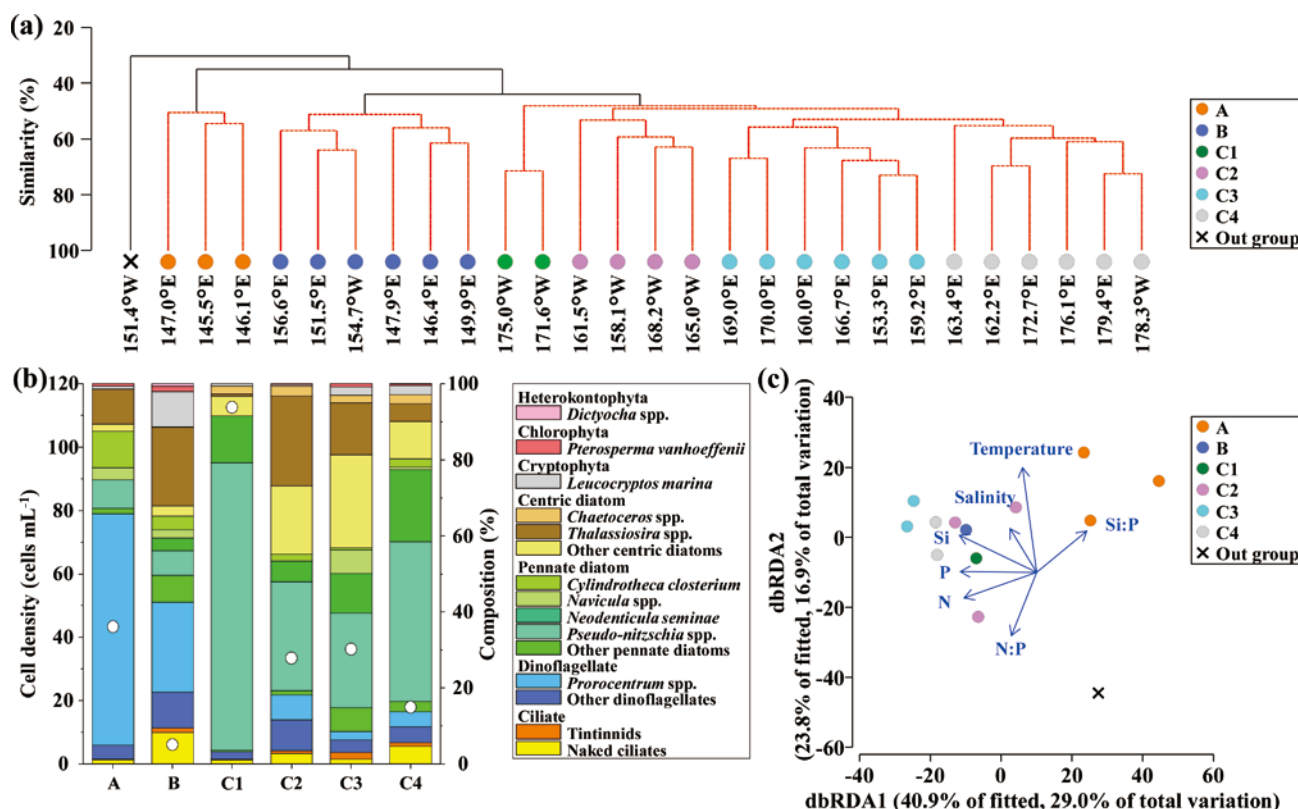 (a)
20
40
60
80
100
Similarity (%)
151.4°W
147.0°E
145.5°E
146.1°E
156.6°E
151.5°E
154.7°W
147.9°E
146.4°E
149.9°E
175.0°W
171.6°W
161.5°W
158.1°W
168.2°W
165.0°W
169.0°E
170.0°E
160.0°E
166.7°E
153.3°E
159.2°E
163.4°E
162.2°E
172.7°E
176.1°E
179.4°E
178.3°W
A
B
C1
C2
C3
C4
Out group
(b)
120
100
80
60
40
20
0
Cell density (cells mL⁻¹)
A
B
C1
C2
C3
C4
100
80
60
40
20
0
Composition (%)
Heterokontophyta
Dictyocha spp.
Chlorophyta
Pterosperma vanhoeffenii
Cryptophyta
Leucocryptos marina
Centric diatom
Chaetoceros spp.
Thalassiosira spp.
Other centric diatoms
Pennate diatom
Cylindrotheca closterium
Navicula spp.
Neodenticula seminae
Pseudo-nitzschia spp.
Other pennate diatoms
Dinoflagellate
Prorocentrum spp.
Other dinoflagellates
Ciliate
Tintinnids
Naked ciliates
(c)
40
20
0
-20
-40
-60
dbRDA2
(23.8% of fitted, 16.9% of total variation)
Temperature
Salinity
Si:P
Si
P
N
N:P
-40
-20
0
20
40
60
dbRDA1 (40.9% of fitted, 29.0% of total variation)
A
B
C1
C2
C3
C4
Out group